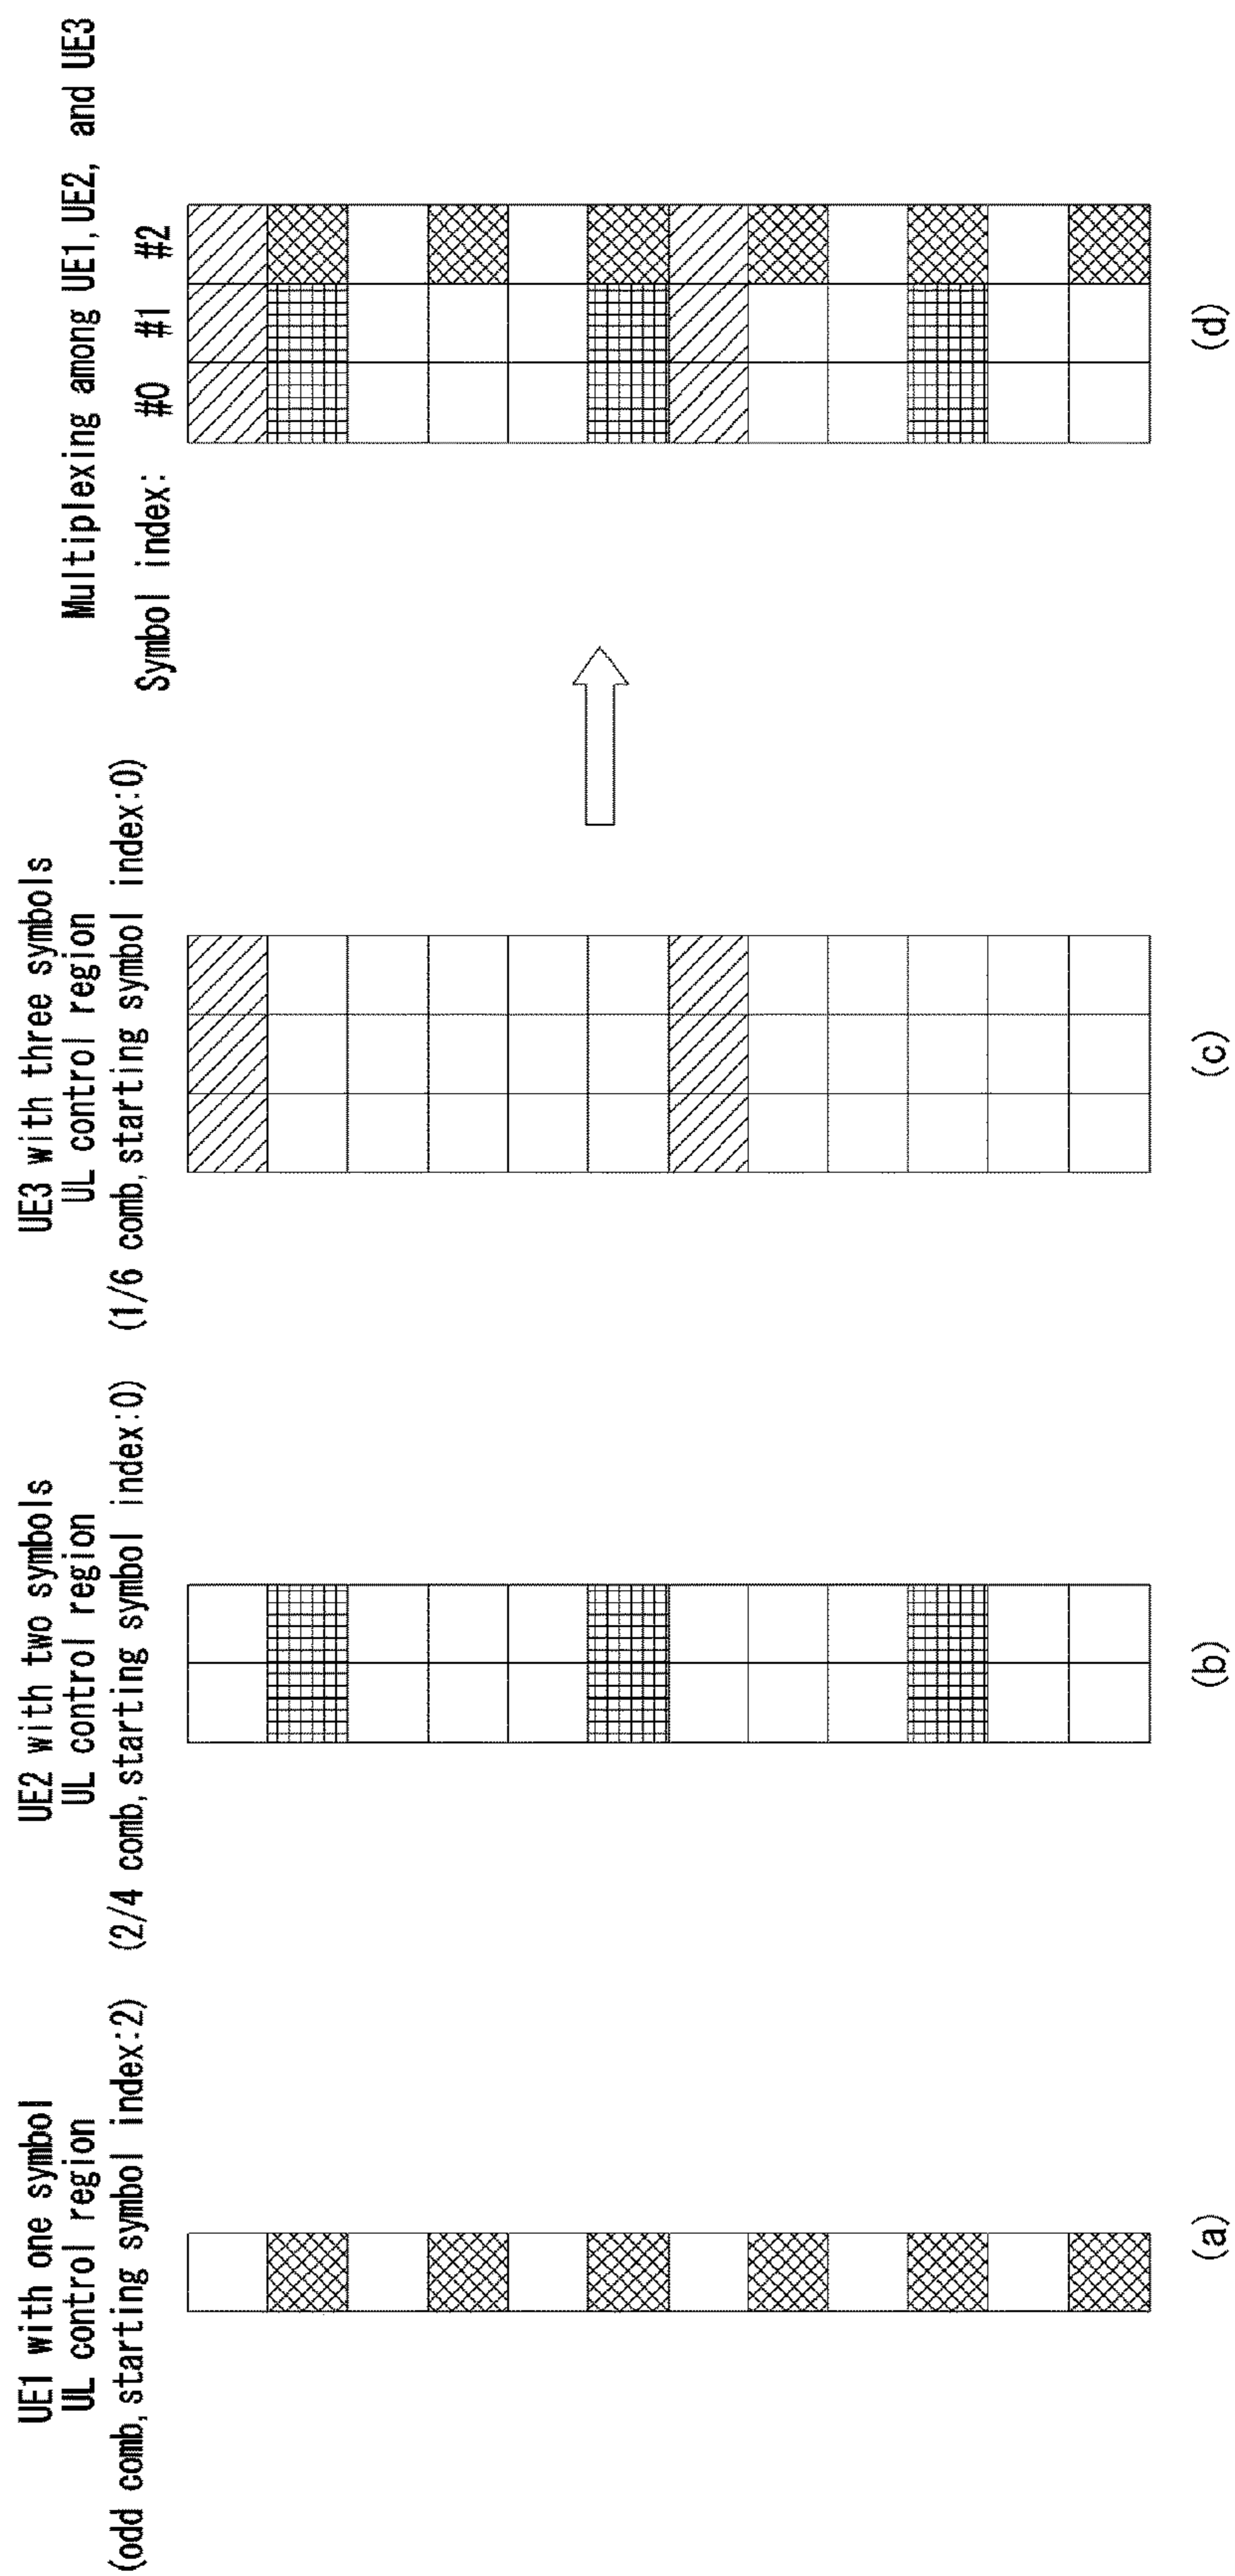 UE1 with one symbol
UL control region
(odd comb, starting symbol index:2)
(a)
UE2 with two symbols
UL control region
(2/4 comb, starting symbol index:0)
(b)
UE3 with three symbols
UL control region
(1/6 comb, starting symbol index:0)
(c)
Multiplexing among UE1, UE2, and UE3
Symbol index: #0 #1 #2
(d)